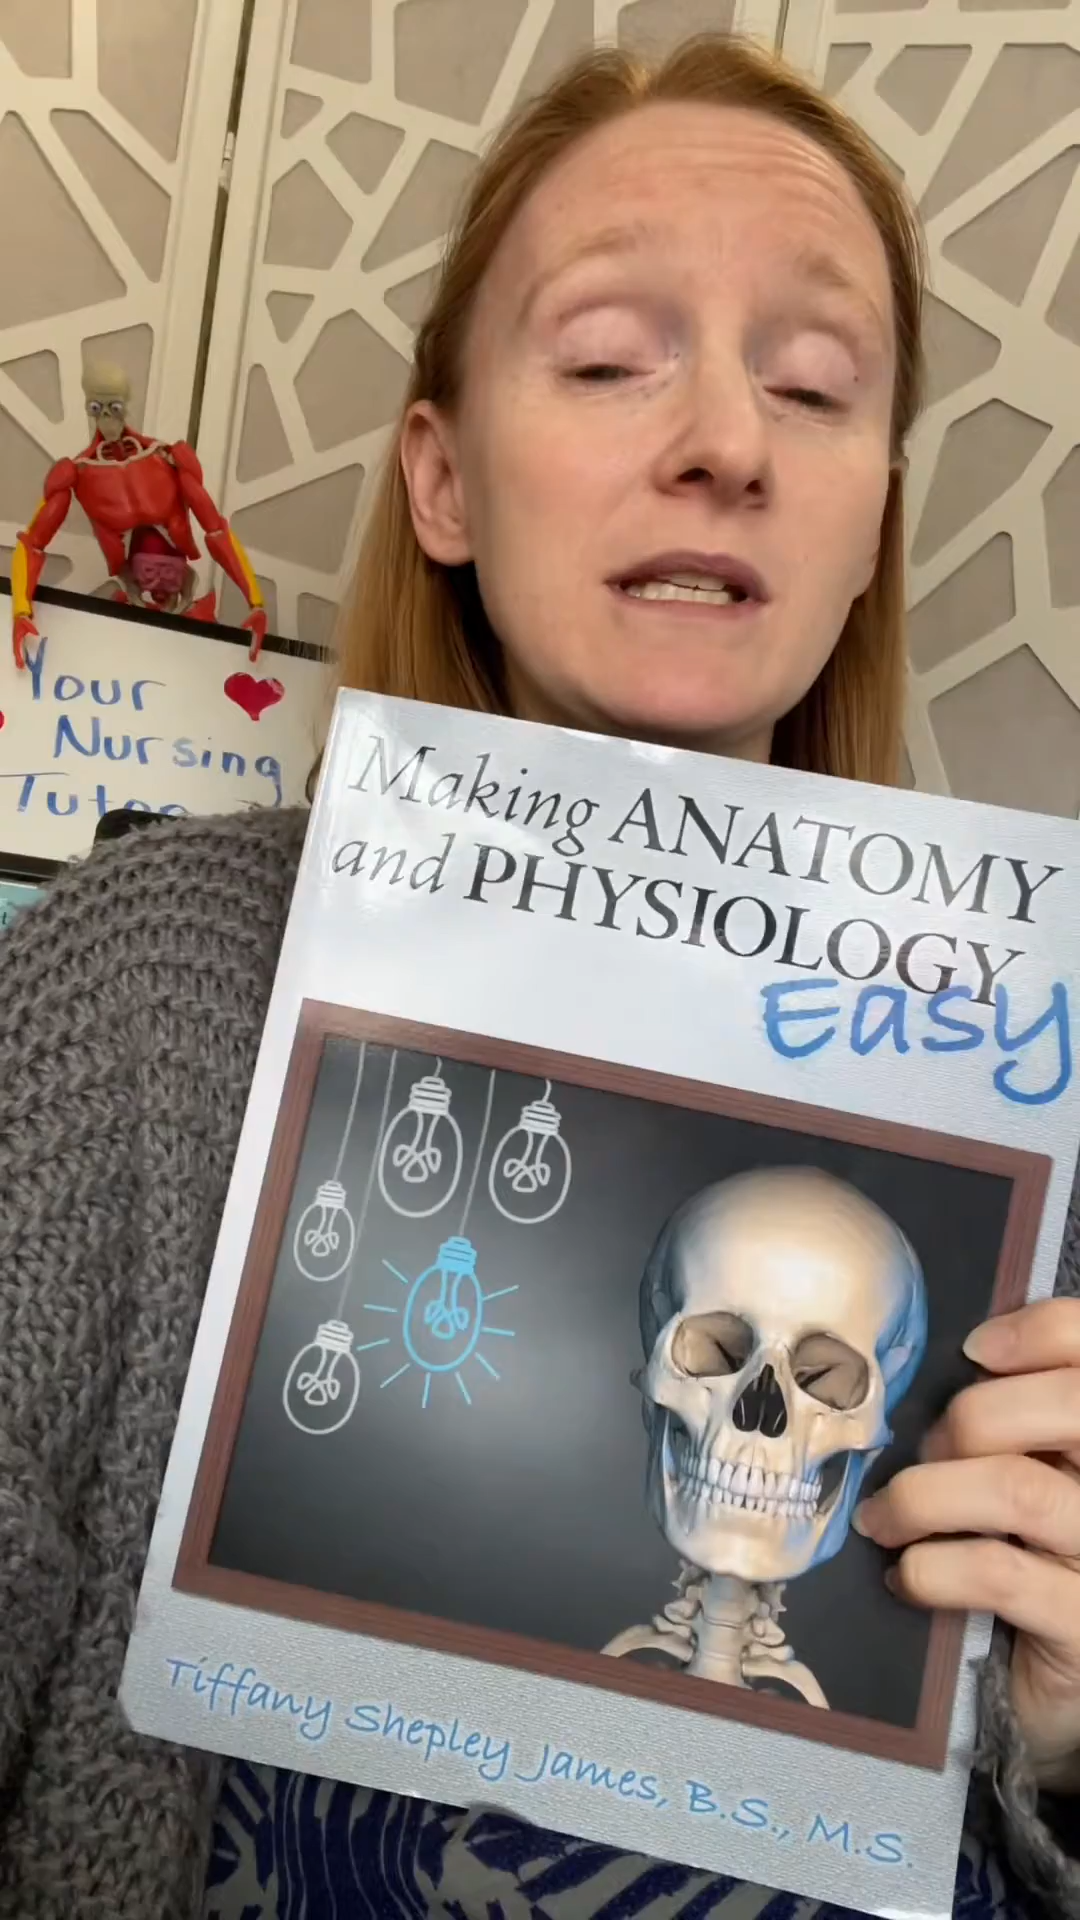 Your
Nursing
Making ANATOMY
and PHYSIOLOGY
Easy
Tiffany Shepley James, B.S., M.S.